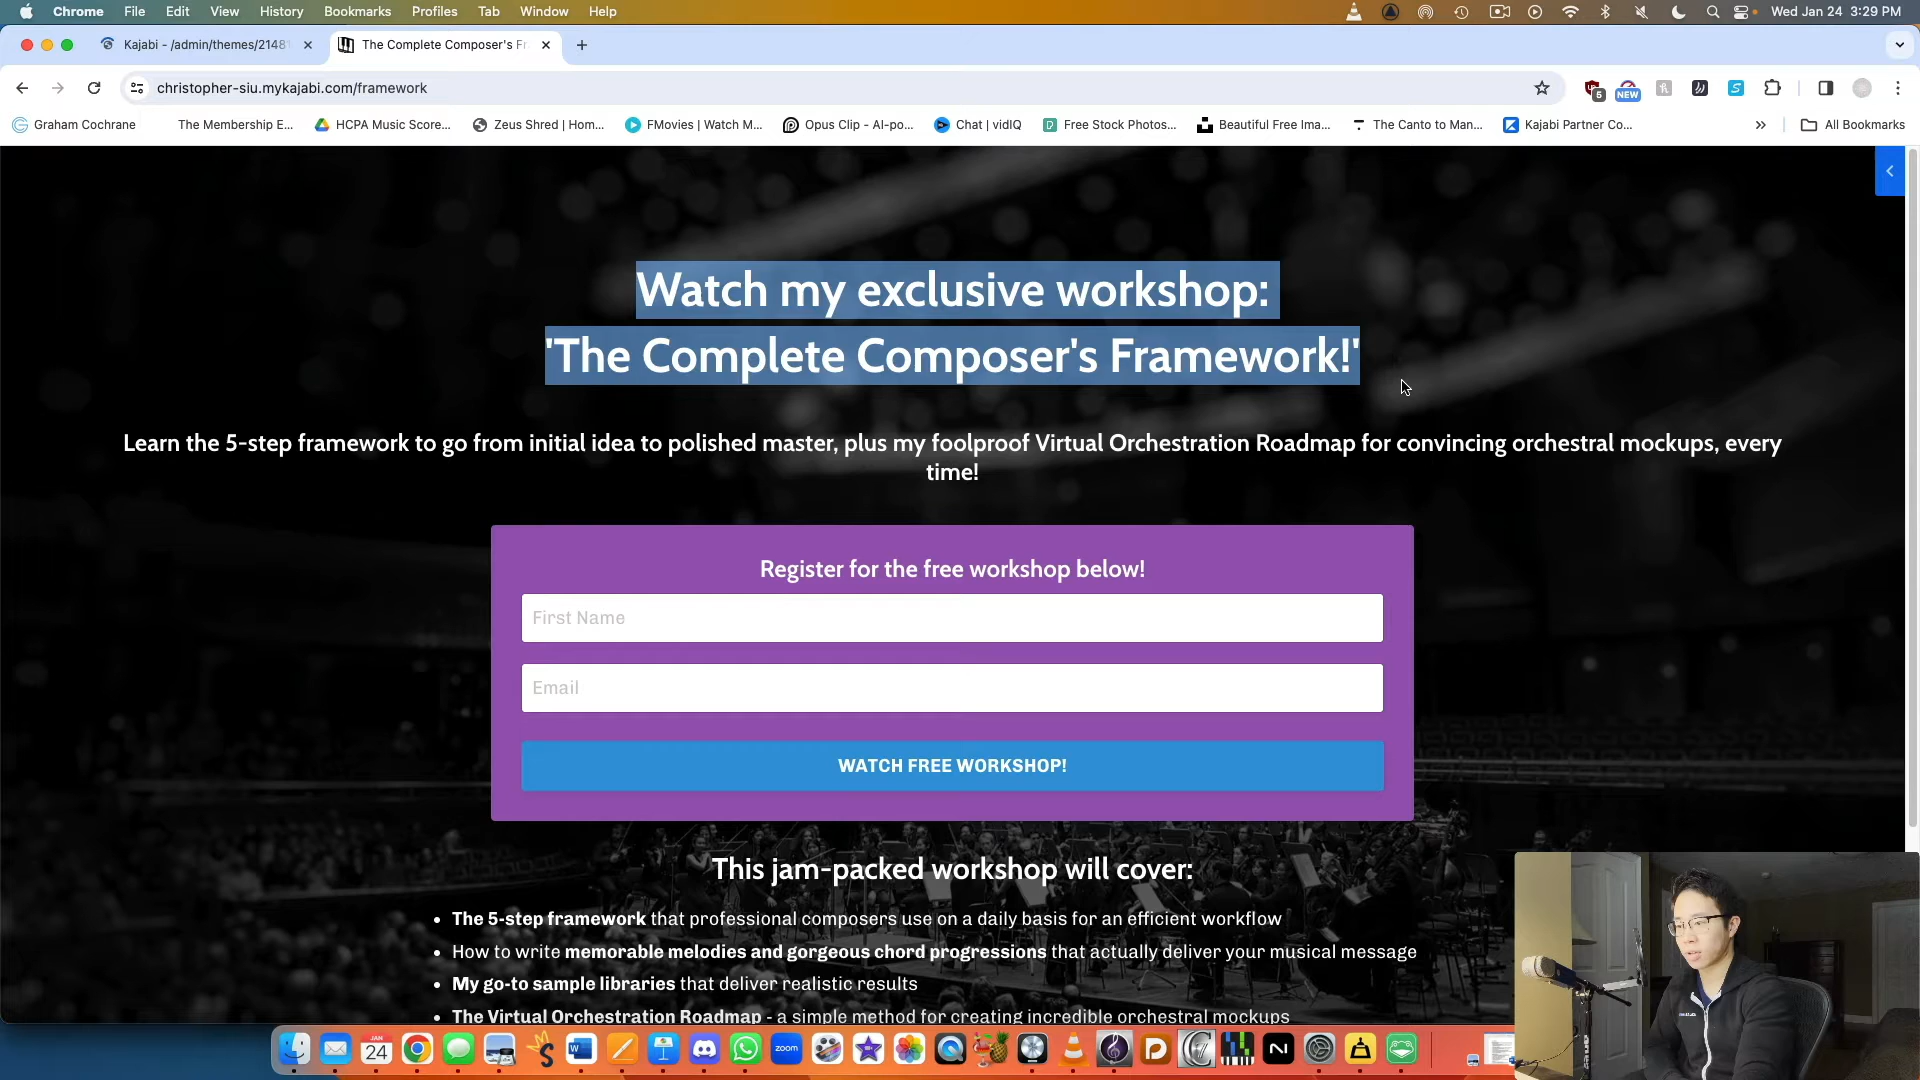 Chrome File Edit View History Bookmarks Profiles Tab Window Help Wed Jan 24 3:29 PM
Kajabi - /admin/themes/21481 The Complete Composer's Fr
christopher-siu.mykajabi.com/framework 5 NEW
Graham Cochrane The Membership E... HCPA Music Score... Zeus Shred | Hom... FMovies | Watch M... Opus Clip - AI-po... Chat | vidIQ Free Stock Photos... Beautiful Free Ima... The Canto to Man... Kajabi Partner Co... » All Bookmarks
Watch my exclusive workshop:
'The Complete Composer's Framework!'
Learn the 5-step framework to go from initial idea to polished master, plus my foolproof Virtual Orchestration Roadmap for convincing orchestral mockups, every
time!
Register for the free workshop below!
First Name
Email
WATCH FREE WORKSHOP!
This jam-packed workshop will cover:
• The 5-step framework that professional composers use on a daily basis for an efficient workflow
• How to write memorable melodies and gorgeous chord progressions that actually deliver your musical message
• My go-to sample libraries that deliver realistic results
• The Virtual Orchestration Roadmap - a simple method for creating incredible orchestral mockups
JAN
24 zoom